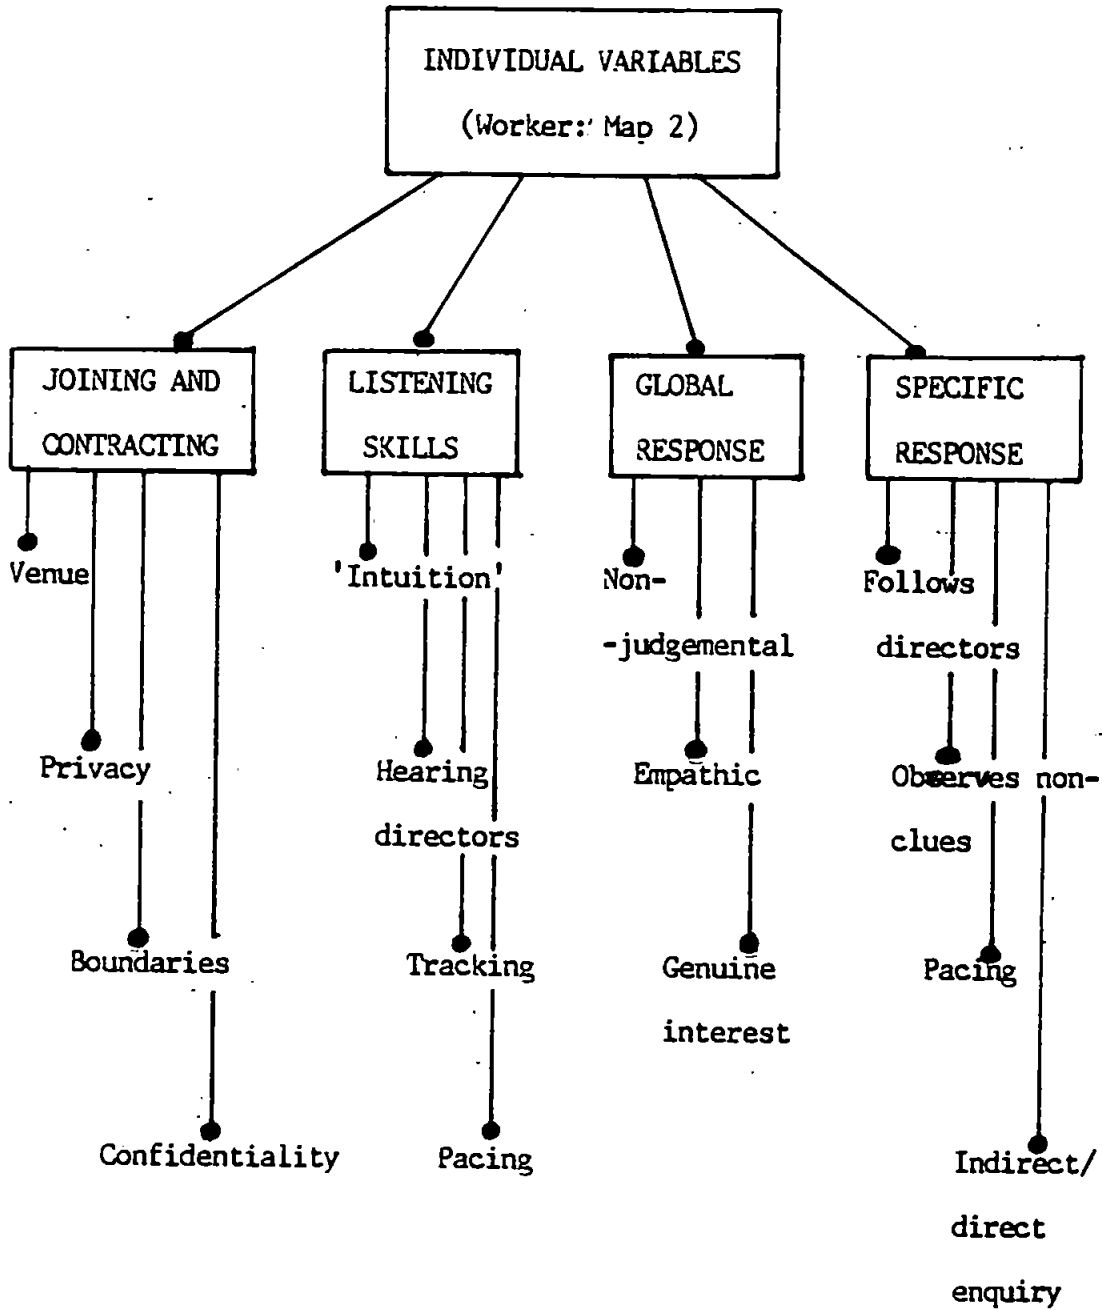 INDIVIDUAL VARIABLES
(Worker: Map 2)
JOINING AND
CONTRACTING
Venue
Privacy
Boundaries
Confidentiality
LISTENING
SKILLS
'Intuition'
Hearing
directors
Tracking
Pacing
GLOBAL
RESPONSE
Non-
-judgemental
Empathic
Genuine
interest
SPECIFIC
RESPONSE
Follows
directors
Observes non-
clues
Pacing
Indirect/
direct
enquiry